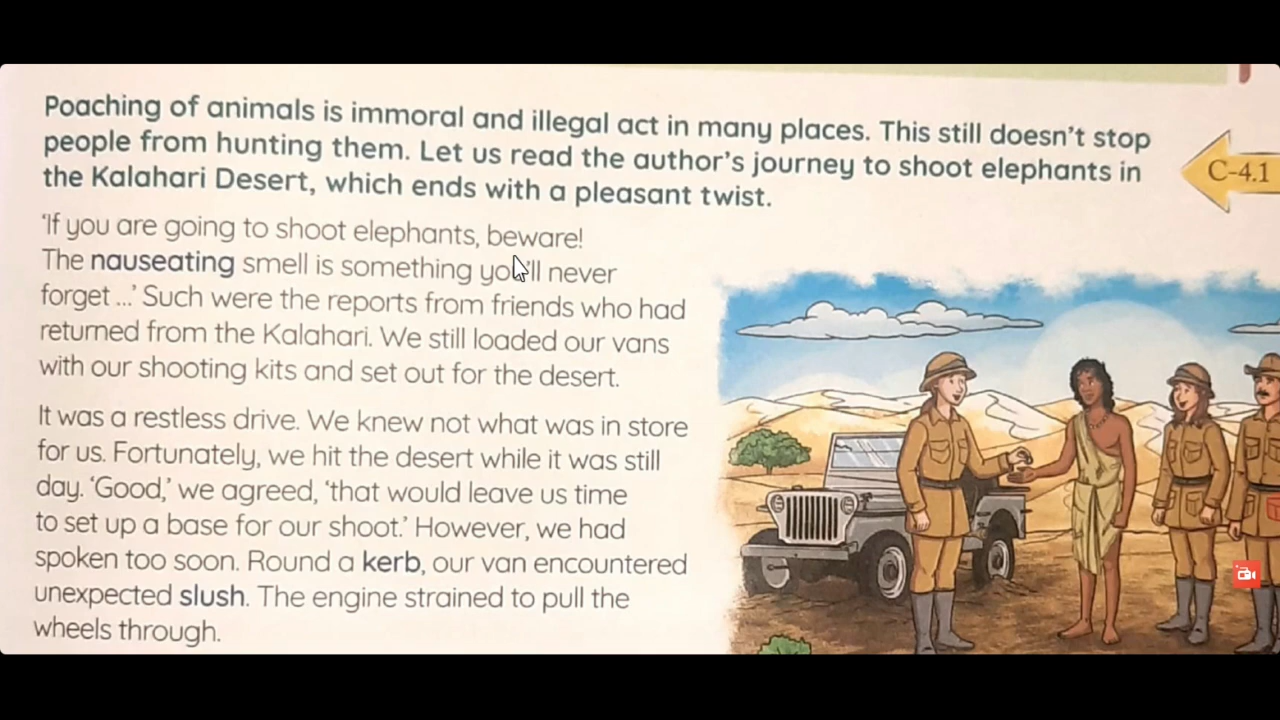 Poaching of animals is immoral and illegal act in many places. This still doesn't stop
people from hunting them. Let us read the author's journey to shoot elephants in
the Kalahari Desert, which ends with a pleasant twist.
C-4.1
'If you are going to shoot elephants, beware!
The nauseating smell is something you'll never
forget ...' Such were the reports from friends who had
returned from the Kalahari. We still loaded our vans
with our shooting kits and set out for the desert.
It was a restless drive. We knew not what was in store
for us. Fortunately, we hit the desert while it was still
day. 'Good,' we agreed, 'that would leave us time
to set up a base for our shoot.' However, we had
spoken too soon. Round a kerb, our van encountered
unexpected slush. The engine strained to pull the
wheels through.